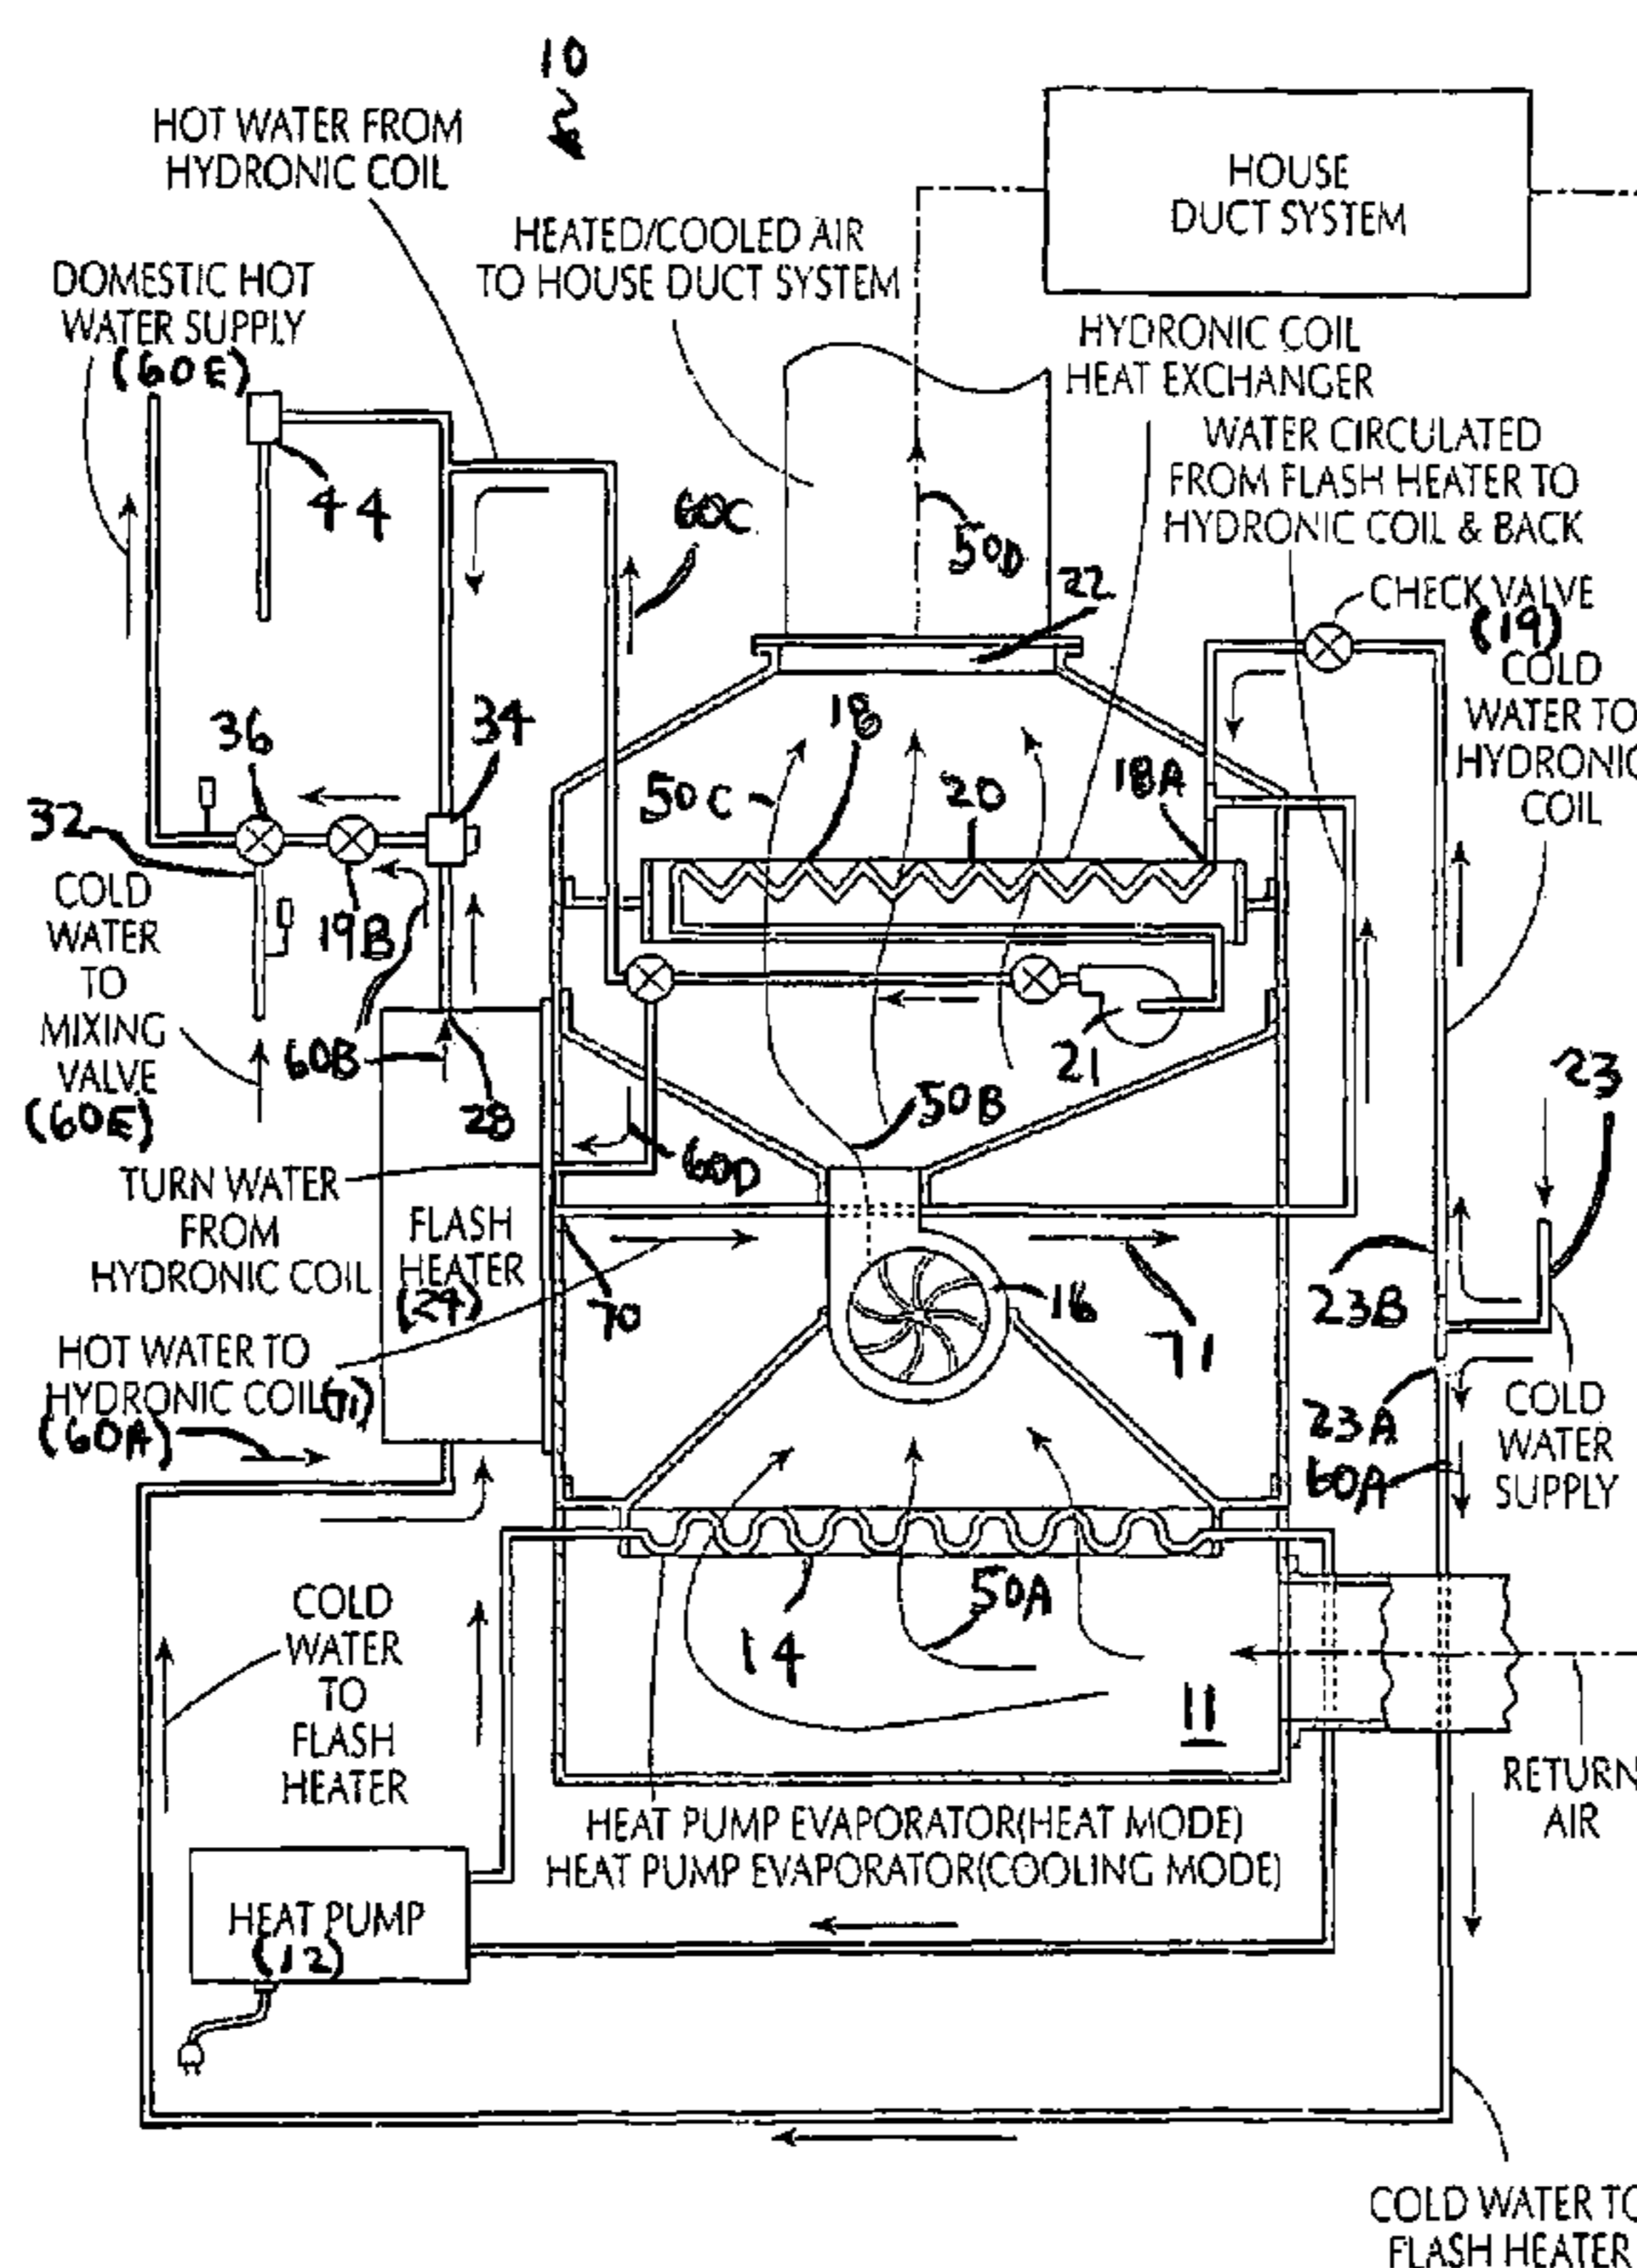 10
HOT WATER FROM
HYDRONIC COIL
HOUSE
DUCT SYSTEM
HEATED/COOLED AIR
TO HOUSE DUCT SYSTEM
DOMESTIC HOT
WATER SUPPLY
(60E)
HYDRONIC COIL
HEAT EXCHANGER
WATER CIRCULATED
FROM FLASH HEATER TO
HYDRONIC COIL & BACK
44
60C
50D
22
CHECK VALVE
(19)
COLD
WATER TO
HYDRONIC
COIL
36
34
18
50C
20
18A
32
COLD
WATER
TO
MIXING
VALVE
(60E)
19B
60B
28
21
50B
60D
23
TURN WATER
FROM
HYDRONIC COIL
FLASH
HEATER
(24)
70
16
71
23B
HOT WATER TO
HYDRONIC COIL(71)
(60A)
23A
60A
COLD
WATER
SUPPLY
COLD
WATER
TO
FLASH
HEATER
14
50A
11
RETURN
AIR
HEAT PUMP EVAPORATOR(HEAT MODE)
HEAT PUMP EVAPORATOR(COOLING MODE)
HEAT PUMP
(12)
COLD WATER TO
FLASH HEATER